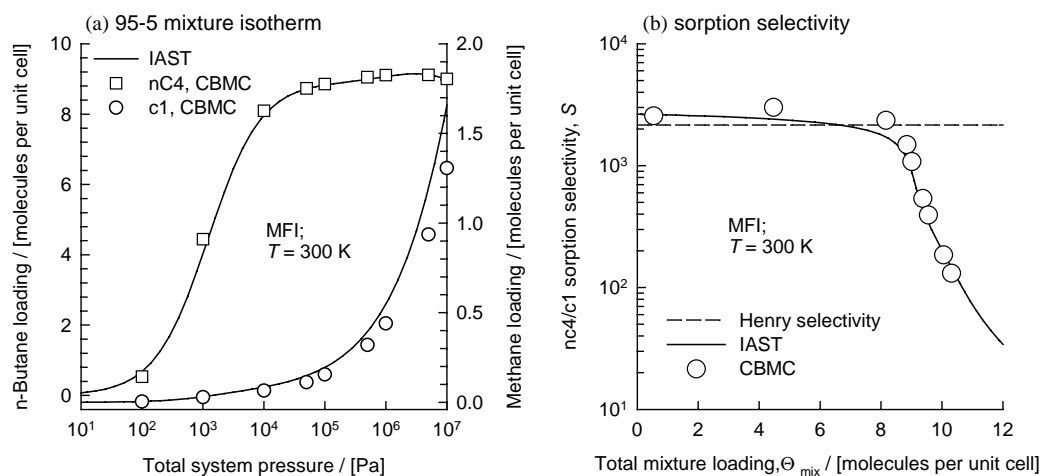 (a) 95-5 mixture isotherm
IAST
nC4, CBMC
c1, CBMC
MFI;
T = 300 K
n-Butane loading / [molecules per unit cell]
10
8
6
4
2
0
Methane loading / [molecules per unit cell]
2.0
1.5
1.0
0.5
0.0
10¹ 10² 10³ 10⁴ 10⁵ 10⁶ 10⁷
Total system pressure / [Pa]
(b) sorption selectivity
nc4/c1 sorption selectivity, S
10⁴
10³
10²
10¹
MFI;
T = 300 K
Henry selectivity
IAST
CBMC
0 2 4 6 8 10 12
Total mixture loading,Θmix / [molecules per unit cell]